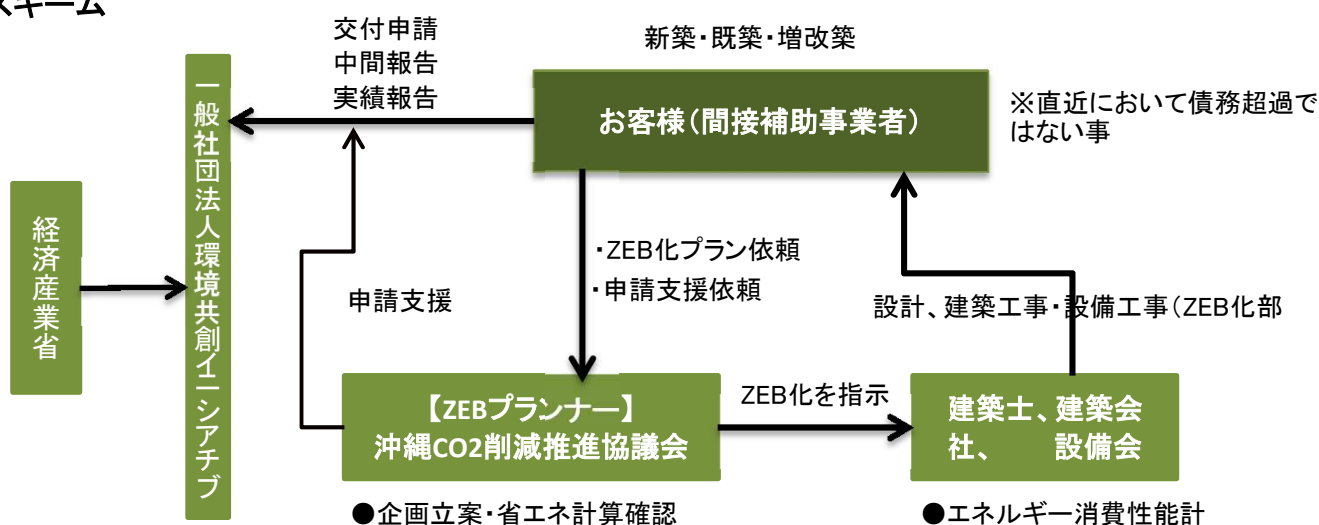 スキーム
交付申請
中間報告
実績報告
新築・既築・増改築
お客様（間接補助事業者）
※直近において債務超過で
はない事
経済産業省
一般社団法人環境共創イニシアチブ
申請支援
・ZEB化プラン依頼
・申請支援依頼
設計、建築工事・設備工事（ZEB化部
【ZEBプランナー】
沖縄CO2削減推進協議会
ZEB化を指示
建築士、建築会
社、　　設備会
●企画立案・省エネ計算確認
●エネルギー消費性能計